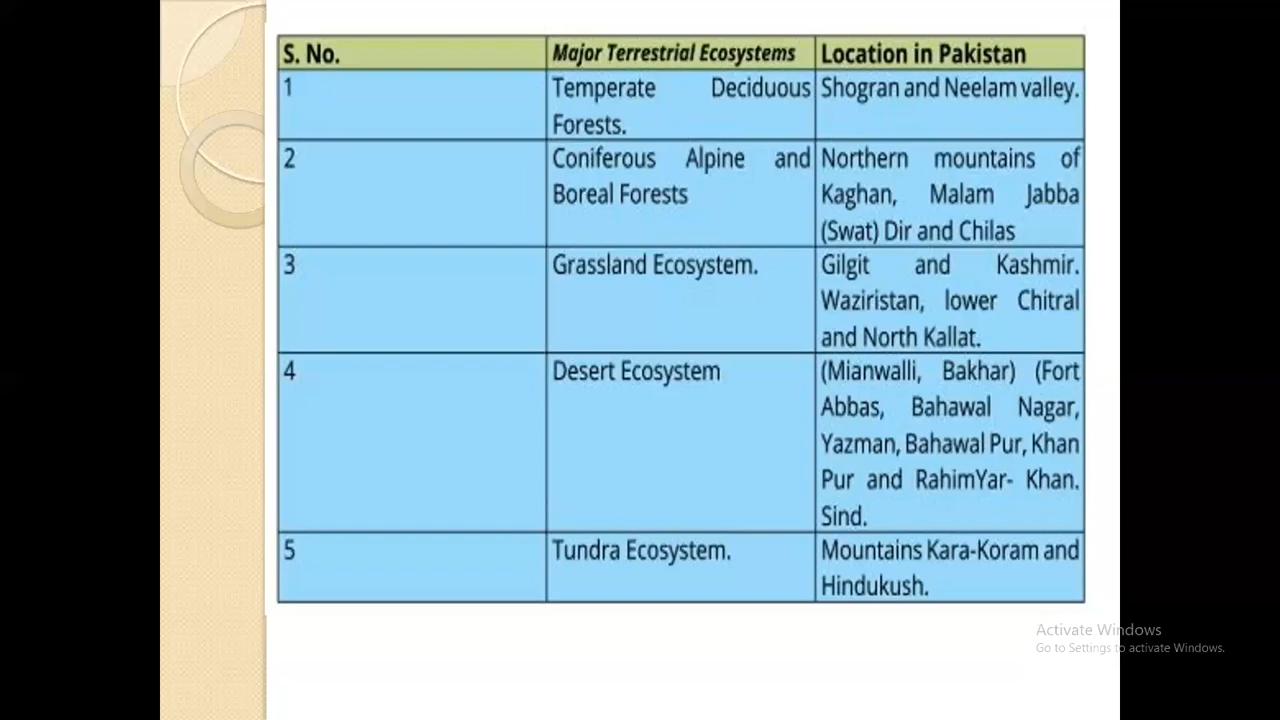 S. No. Major Terrestrial Ecosystems Location in Pakistan
1 Temperate Deciduous Shogran and Neelam valley.
Forests.
2 Coniferous Alpine and Northern mountains of
Boreal Forests Kaghan, Malam Jabba
(Swat) Dir and Chilas
3 Grassland Ecosystem. Gilgit and Kashmir.
Waziristan, lower Chitral
and North Kallat.
4 Desert Ecosystem (Mianwalli, Bakhar) (Fort
Abbas, Bahawal Nagar,
Yazman, Bahawal Pur, Khan
Pur and RahimYar- Khan.
Sind.
5 Tundra Ecosystem. Mountains Kara-Koram and
Hindukush.
Activate Windows
Go to Settings to activate Windows.